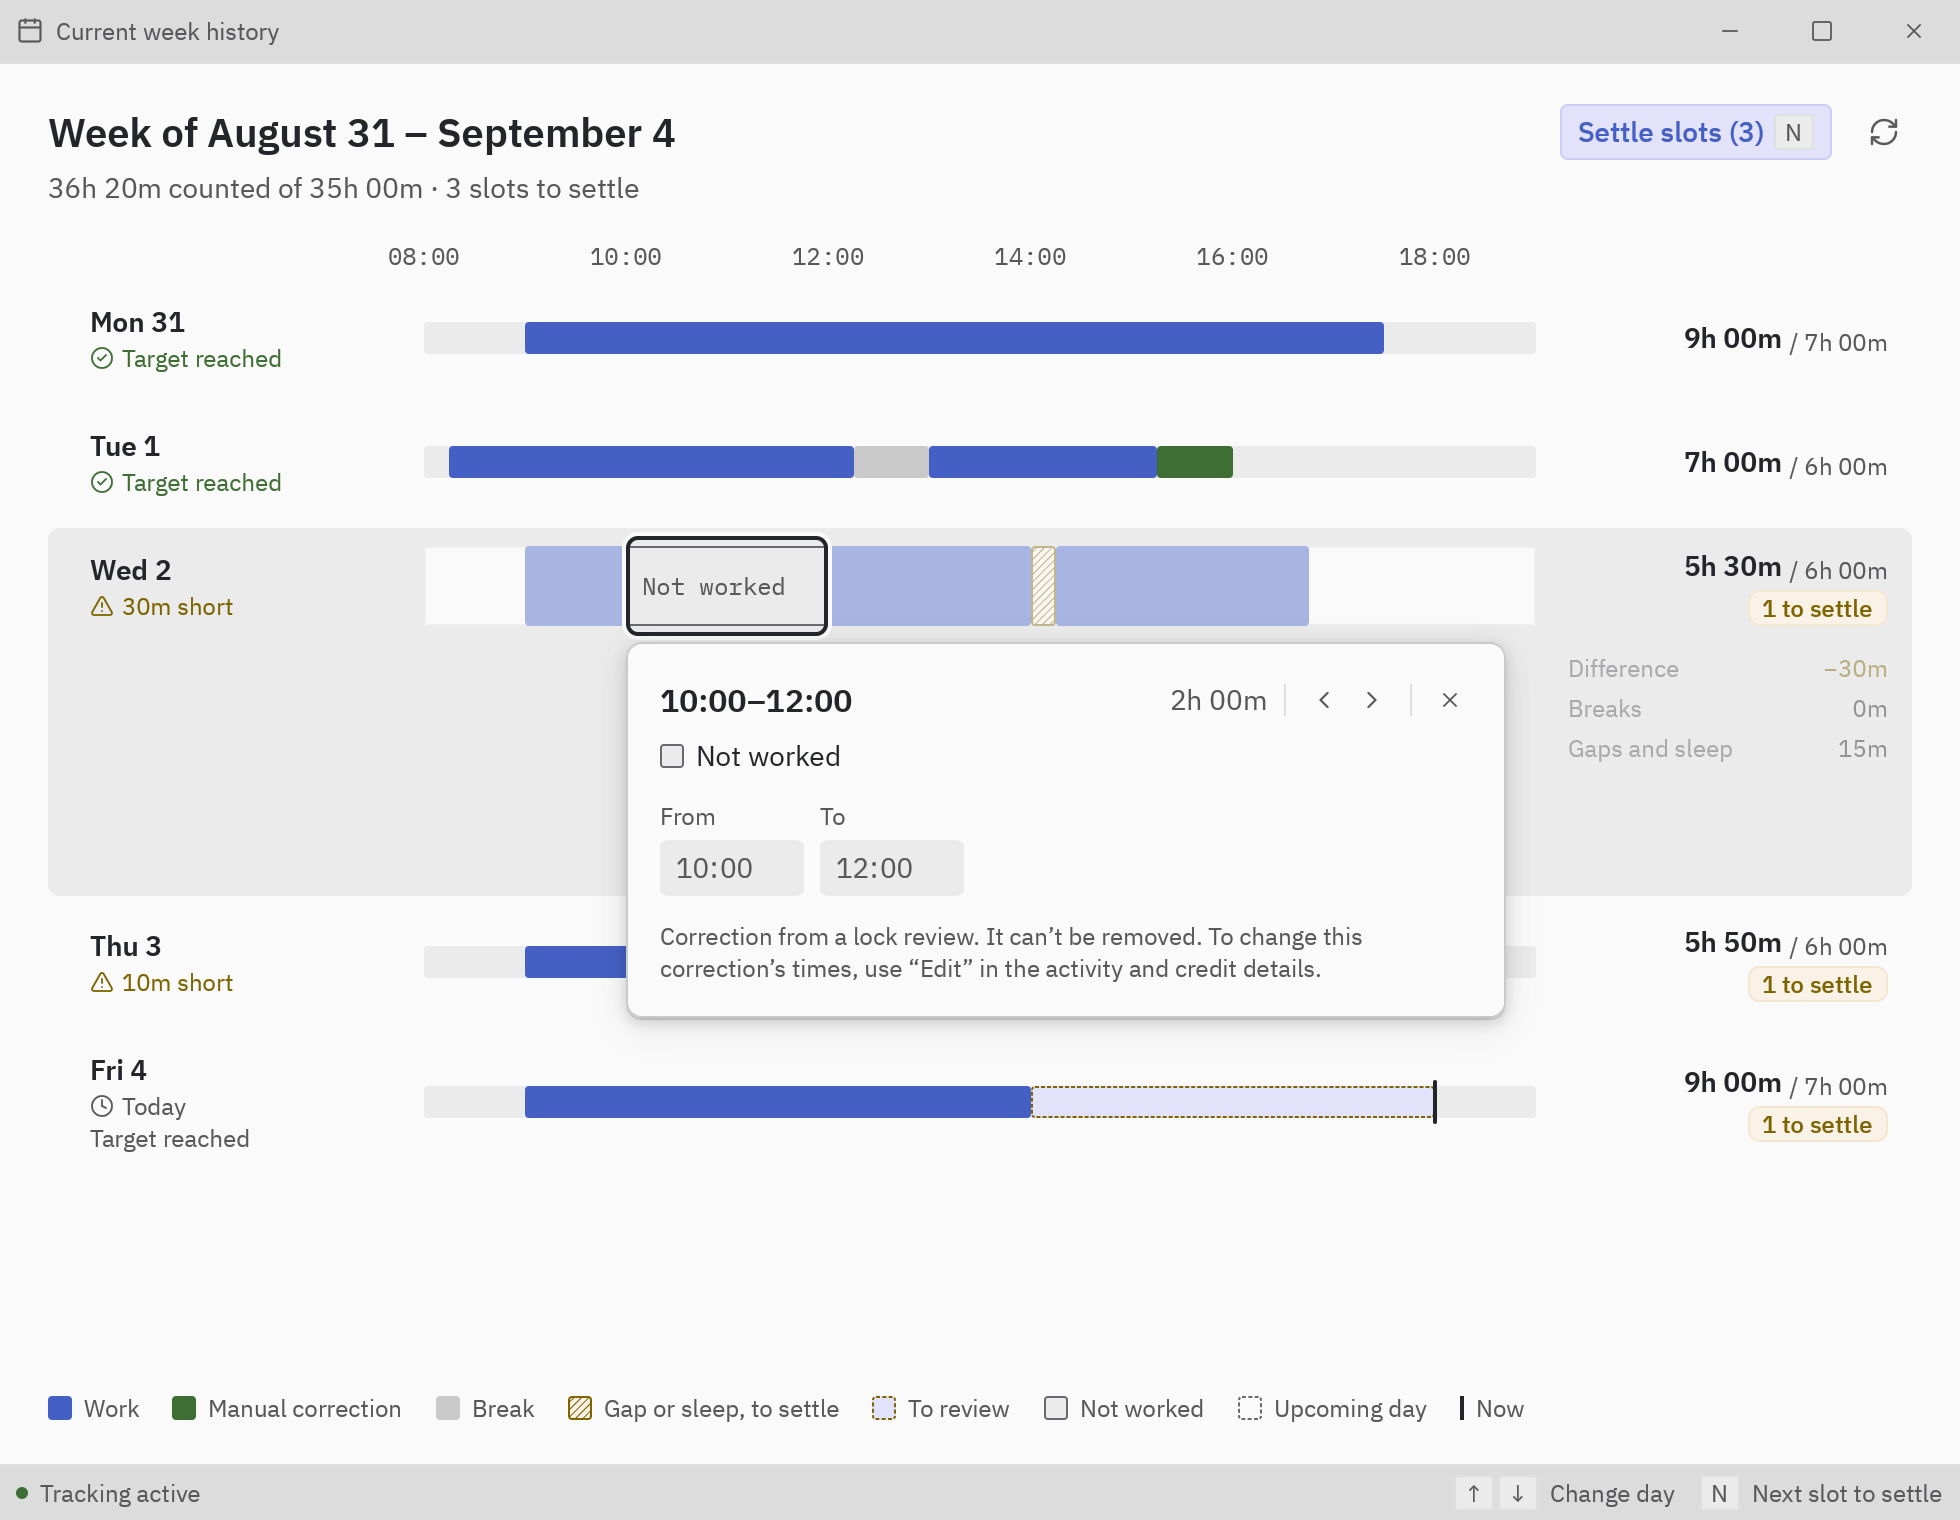 Current week history
Week of August 31 – September 4
Settle slots (3) N
36h 20m counted of 35h 00m · 3 slots to settle
08:00 10:00 12:00 14:00 16:00 18:00
Mon 31
Target reached
9h 00m / 7h 00m
Tue 1
Target reached
7h 00m / 6h 00m
Wed 2
30m short
Not worked
5h 30m / 6h 00m
1 to settle
Difference −30m
Breaks 0m
Gaps and sleep 15m
10:00–12:00 2h 00m
Not worked
From To
10:00 12:00
Correction from a lock review. It can’t be removed. To change this
correction’s times, use “Edit” in the activity and credit details.
Thu 3
10m short
5h 50m / 6h 00m
1 to settle
Fri 4
Today
Target reached
9h 00m / 7h 00m
1 to settle
Work Manual correction Break Gap or sleep, to settle To review Not worked Upcoming day Now
Tracking active
↑ ↓ Change day N Next slot to settle